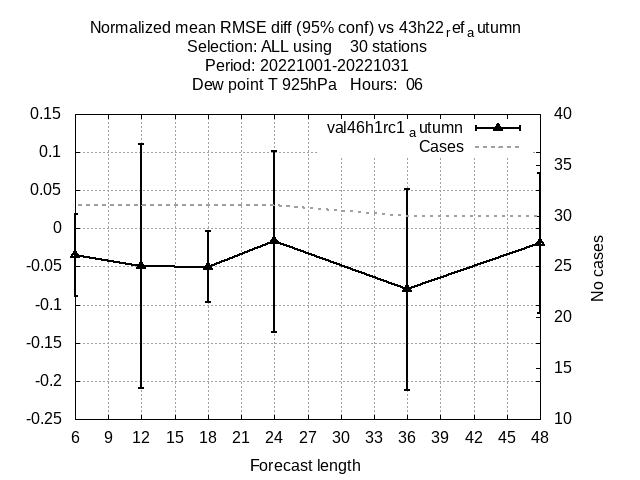 Normalized mean RMSE diff (95% conf) vs 43h22refautumn
Selection: ALL using 30 stations
Period: 20221001-20221031
Dew point T 925hPa Hours: 06
val46h1rc1 autumn
Cases
0.15
0.1
0.05
0
-0.05
-0.1
-0.15
-0.2
-0.25
40
35
30
25
20
15
10
No cases
6 9 12 15 18 21 24 27 30 33 36 39 42 45 48
Forecast length